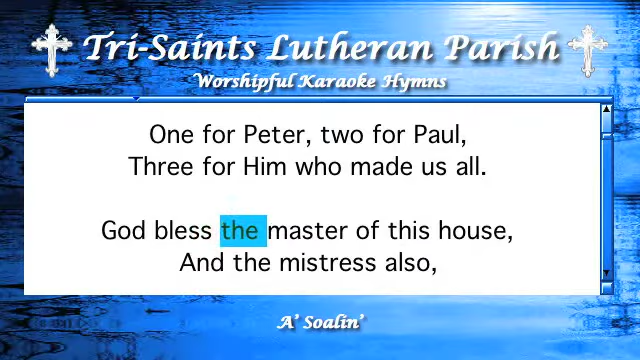 Tri-Saints Lutheran Parish
Worshipful Karaoke Hymns
One for Peter, two for Paul,
Three for Him who made us all.
God bless the master of this house,
And the mistress also,
A' Soalin'